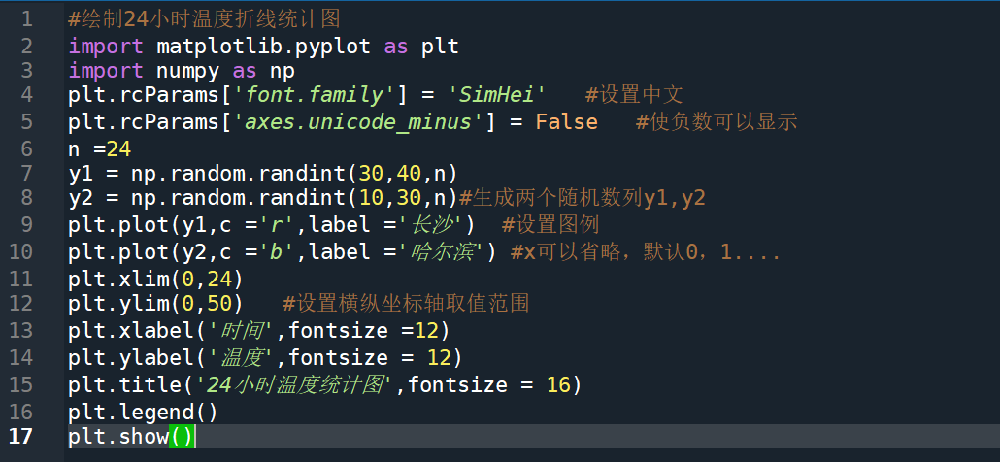 1 #绘制24小时温度折线统计图
2 import matplotlib.pyplot as plt
3 import numpy as np
4 plt.rcParams['font.family'] = 'SimHei'   #设置中文
5 plt.rcParams['axes.unicode_minus'] = False   #使负数可以显示
6 n =24
7 y1 = np.random.randint(30,40,n)
8 y2 = np.random.randint(10,30,n)#生成两个随机数列y1,y2
9 plt.plot(y1,c ='r',label ='长沙')  #设置图例
10 plt.plot(y2,c ='b',label ='哈尔滨') #x可以省略，默认0，1....
11 plt.xlim(0,24)
12 plt.ylim(0,50)   #设置横纵坐标轴取值范围
13 plt.xlabel('时间',fontsize =12)
14 plt.ylabel('温度',fontsize = 12)
15 plt.title('24小时温度统计图',fontsize = 16)
16 plt.legend()
17 plt.show()